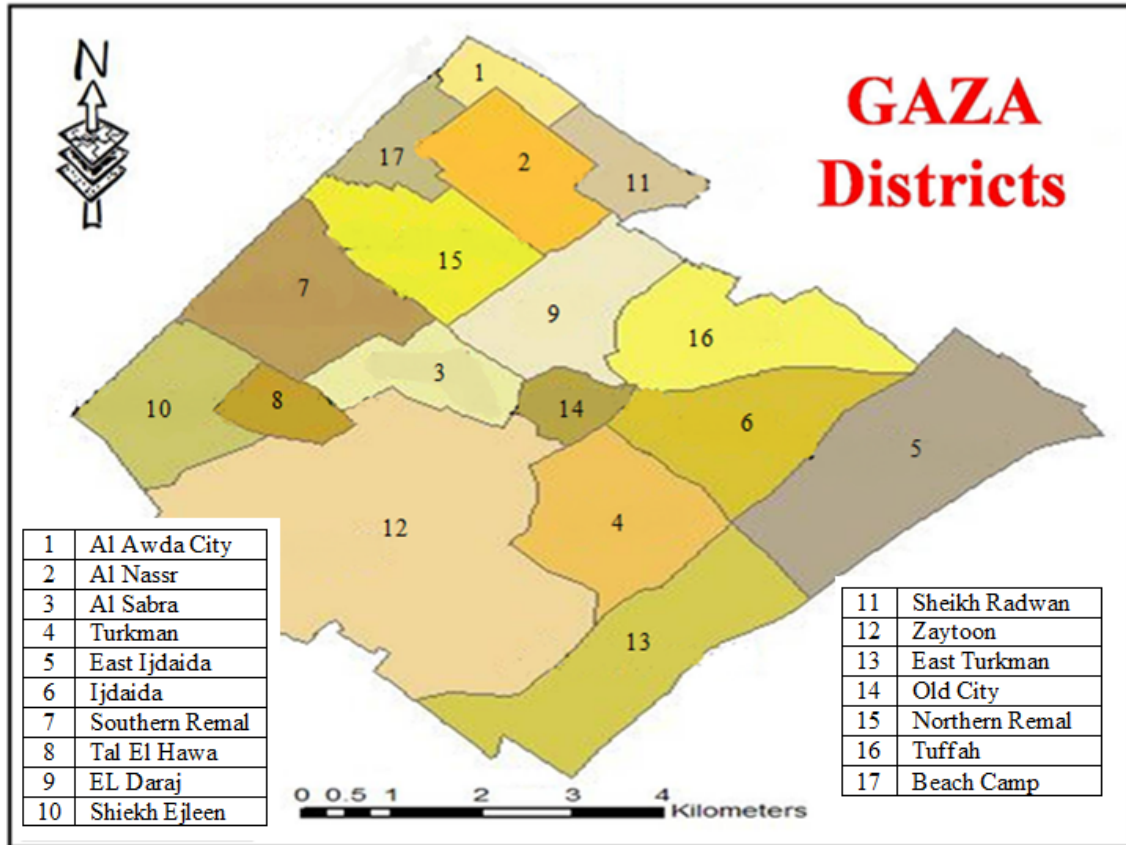 N
GAZA
Districts
1
17
2
11
15
7
9
16
3
10
8
14
6
5
12
4
13
1 Al Awda City
2 Al Nassr
3 Al Sabra
4 Turkman
5 East Ijdaida
6 Ijdaida
7 Southern Remal
8 Tal El Hawa
9 EL Daraj
10 Shiekh Ejleen
11 Sheikh Radwan
12 Zaytoon
13 East Turkman
14 Old City
15 Northern Remal
16 Tuffah
17 Beach Camp
0 0.5 1 2 3 4
Kilometers